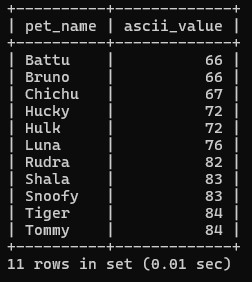 +----------+-------------+
| pet_name | ascii_value |
+----------+-------------+
| Battu    |          66 |
| Bruno    |          66 |
| Chichu   |          67 |
| Hucky    |          72 |
| Hulk     |          72 |
| Luna     |          76 |
| Rudra    |          82 |
| Shala    |          83 |
| Snoofy   |          83 |
| Tiger    |          84 |
| Tommy    |          84 |
+----------+-------------+
11 rows in set (0.01 sec)